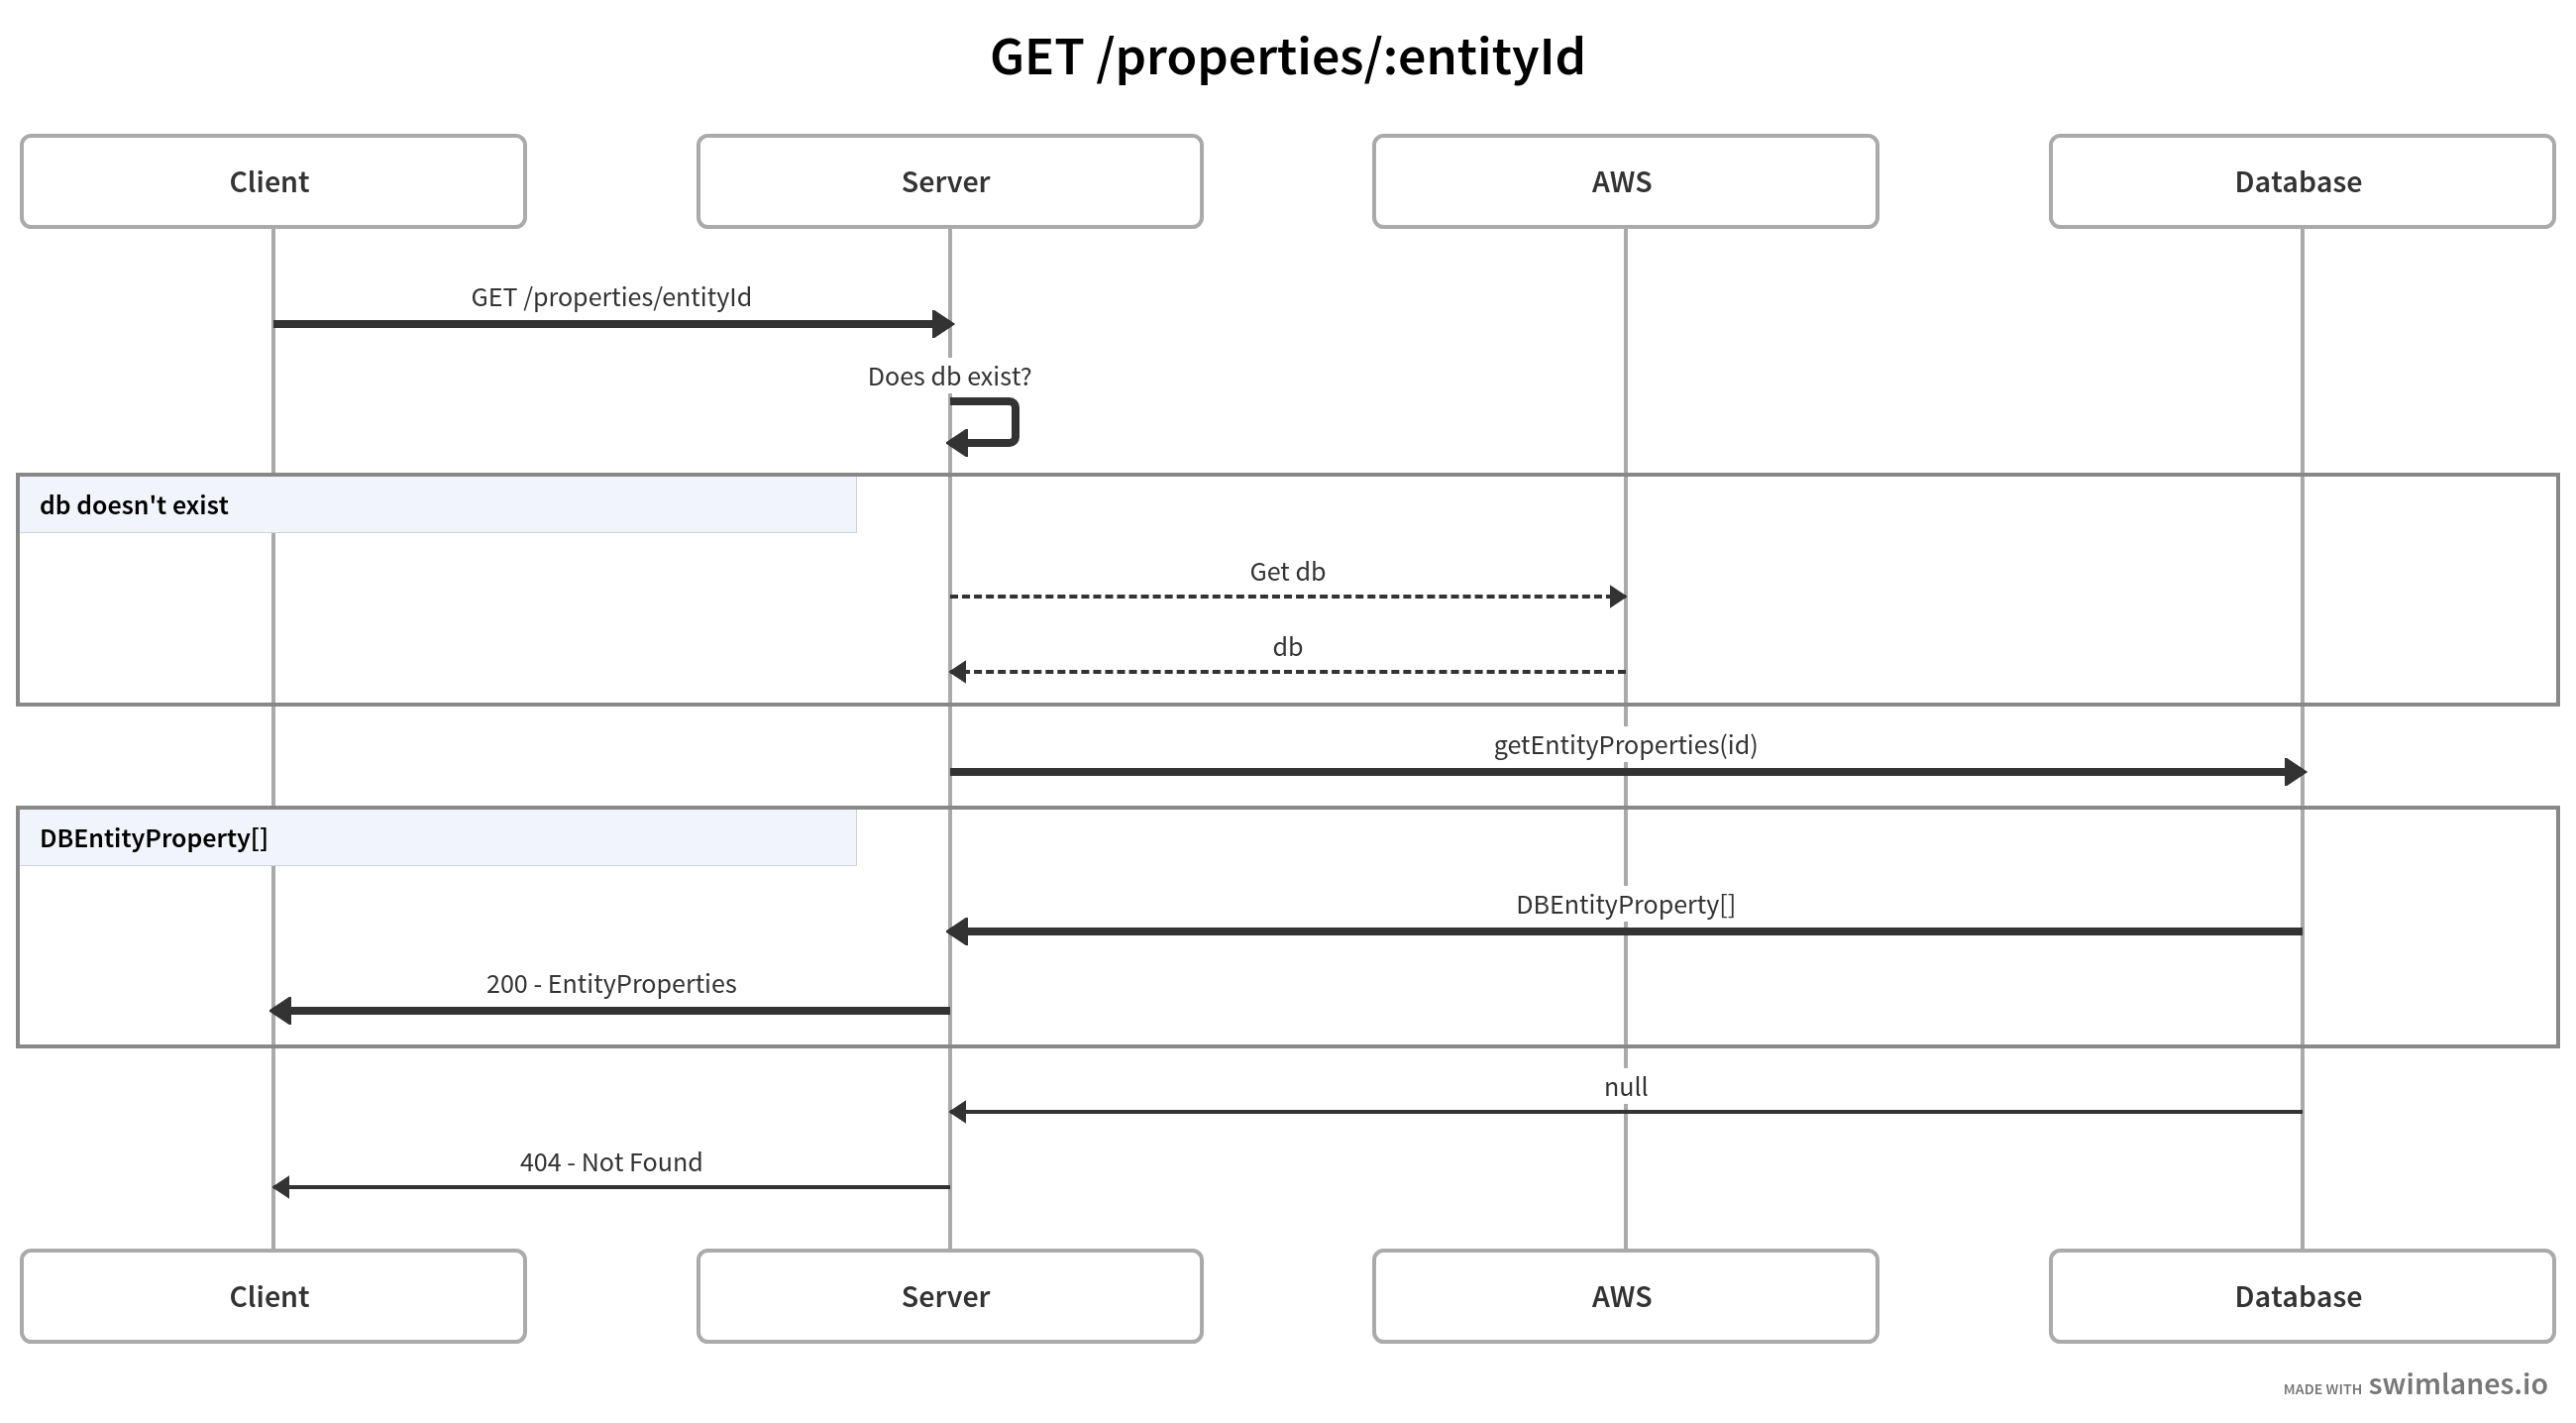 GET /properties/:entityId
Client
Server
AWS
Database
GET /properties/entityId
Does db exist?
db doesn't exist
Get db
db
getEntityProperties(id)
DBEntityProperty[]
DBEntityProperty[]
200 - EntityProperties
null
404 - Not Found
Client
Server
AWS
Database
MADE WITH swimlanes.io